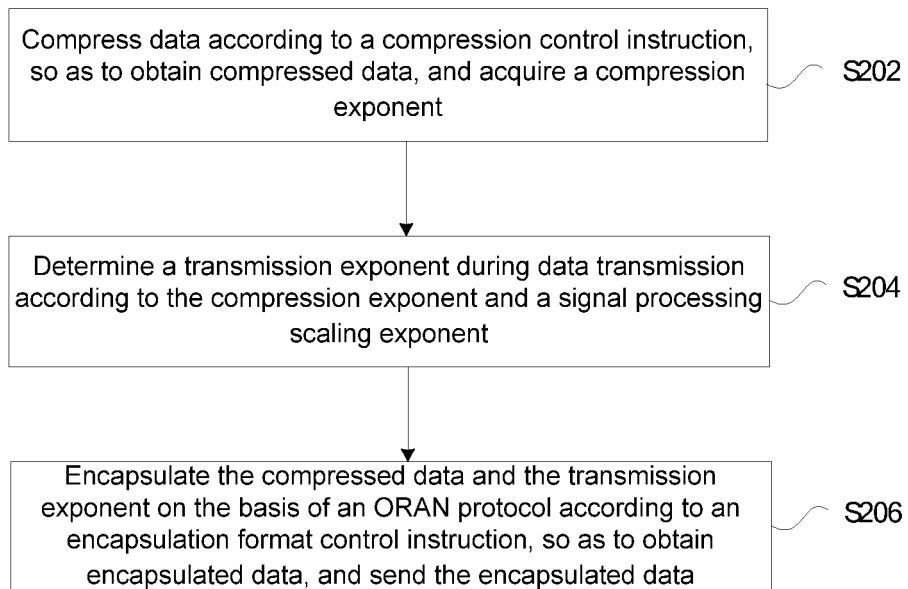 Compress data according to a compression control instruction,
so as to obtain compressed data, and acquire a compression
exponent
S202
Determine a transmission exponent during data transmission
according to the compression exponent and a signal processing
scaling exponent
S204
Encapsulate the compressed data and the transmission
exponent on the basis of an ORAN protocol according to an
encapsulation format control instruction, so as to obtain
encapsulated data, and send the encapsulated data
S206